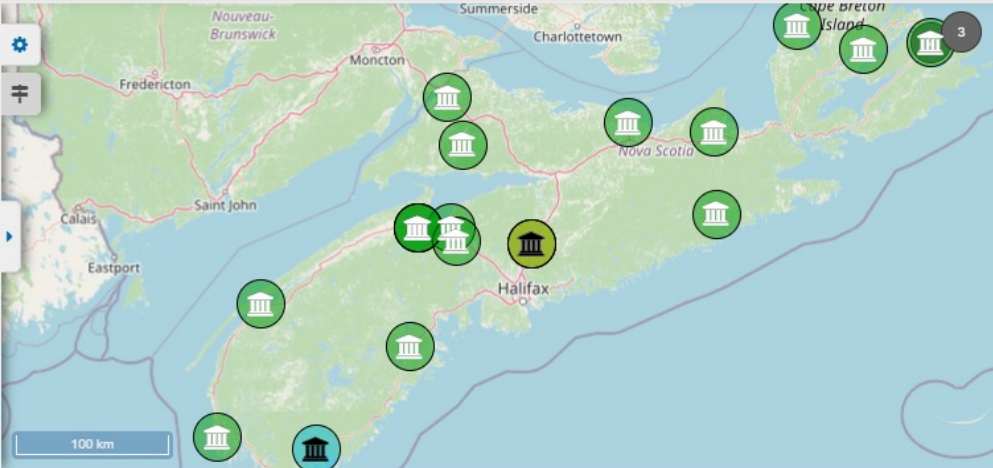 Summerside
Cape Breton
Island
Nouveau-
Brunswick
Charlottetown
3
Moncton
Fredericton
Nova Scotia
Saint John
Calais
Eastport
Halifax
100 km